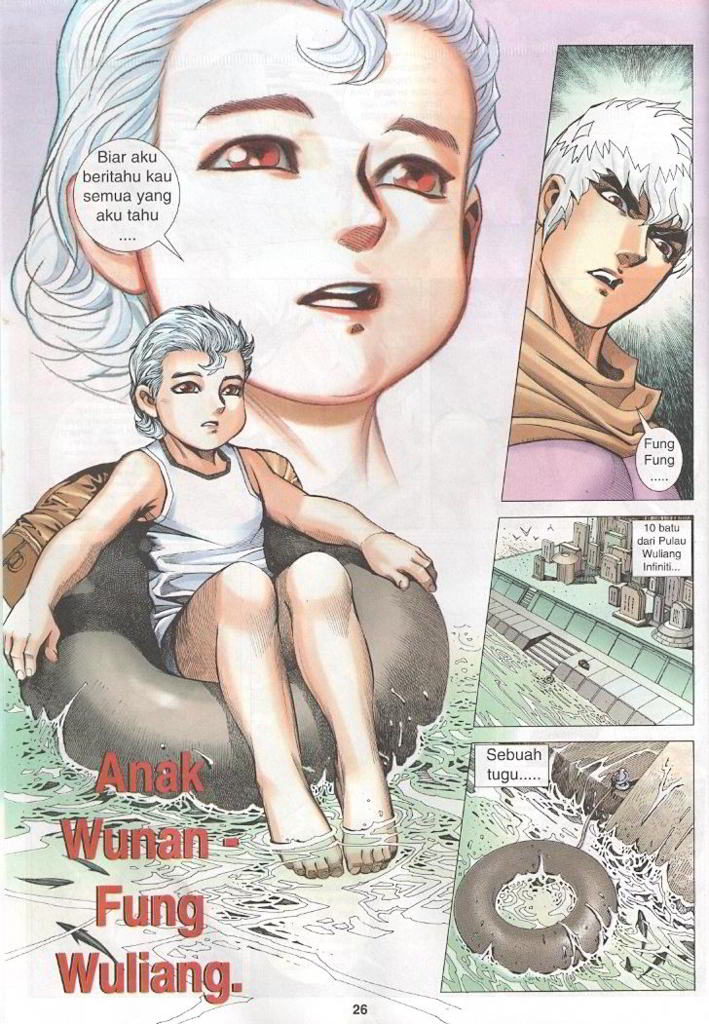 Biar aku
beritahu kau
semua yang
aku tahu
....
Fung
Fung
.....
10 batu
dari Pulau
Wuliang
Infiniti...
Sebuah
tugu.....
Anak
Wunan -
Fung
Wuliang.
26